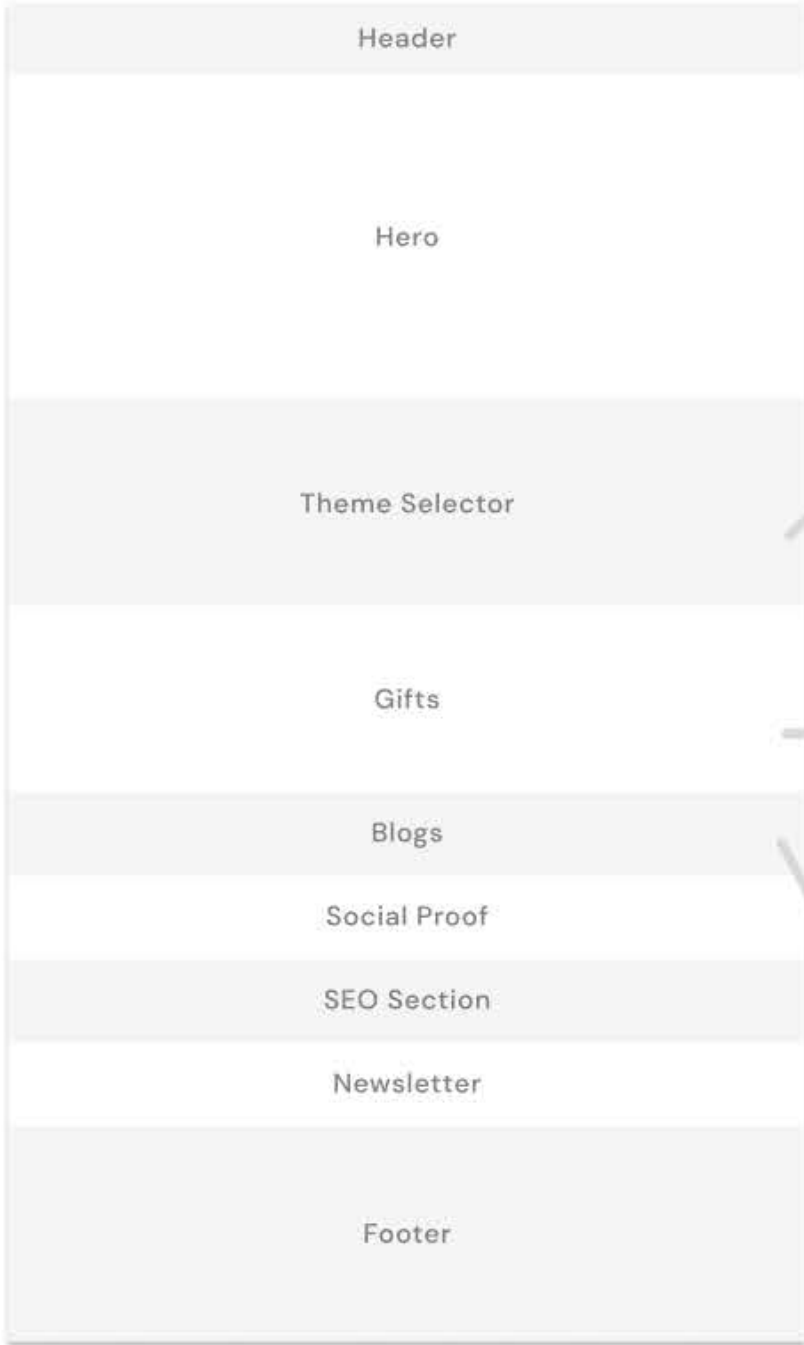 Header
Hero
Theme Selector
Gifts
Blogs
Social Proof
SEO Section
Newsletter
Footer